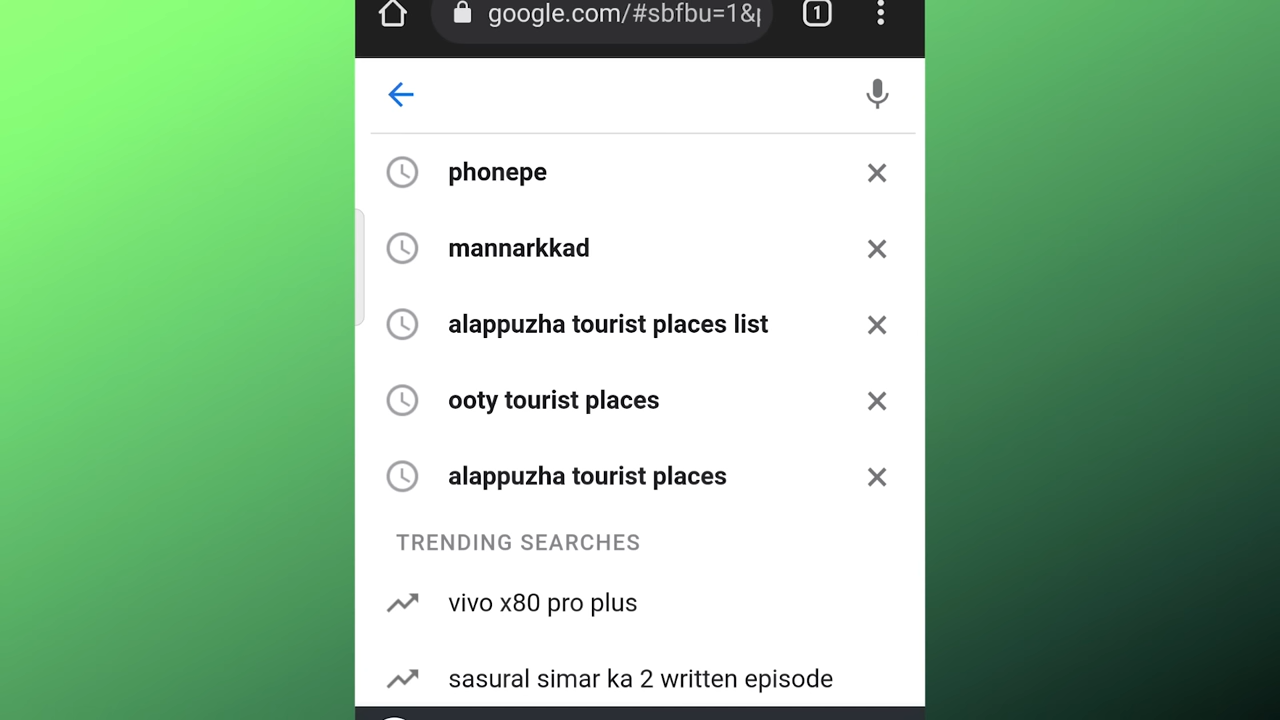 google.com/#sbfbu=1&p
1
phonepe
mannarkkad
alappuzha tourist places list
ooty tourist places
alappuzha tourist places
TRENDING SEARCHES
vivo x80 pro plus
sasural simar ka 2 written episode